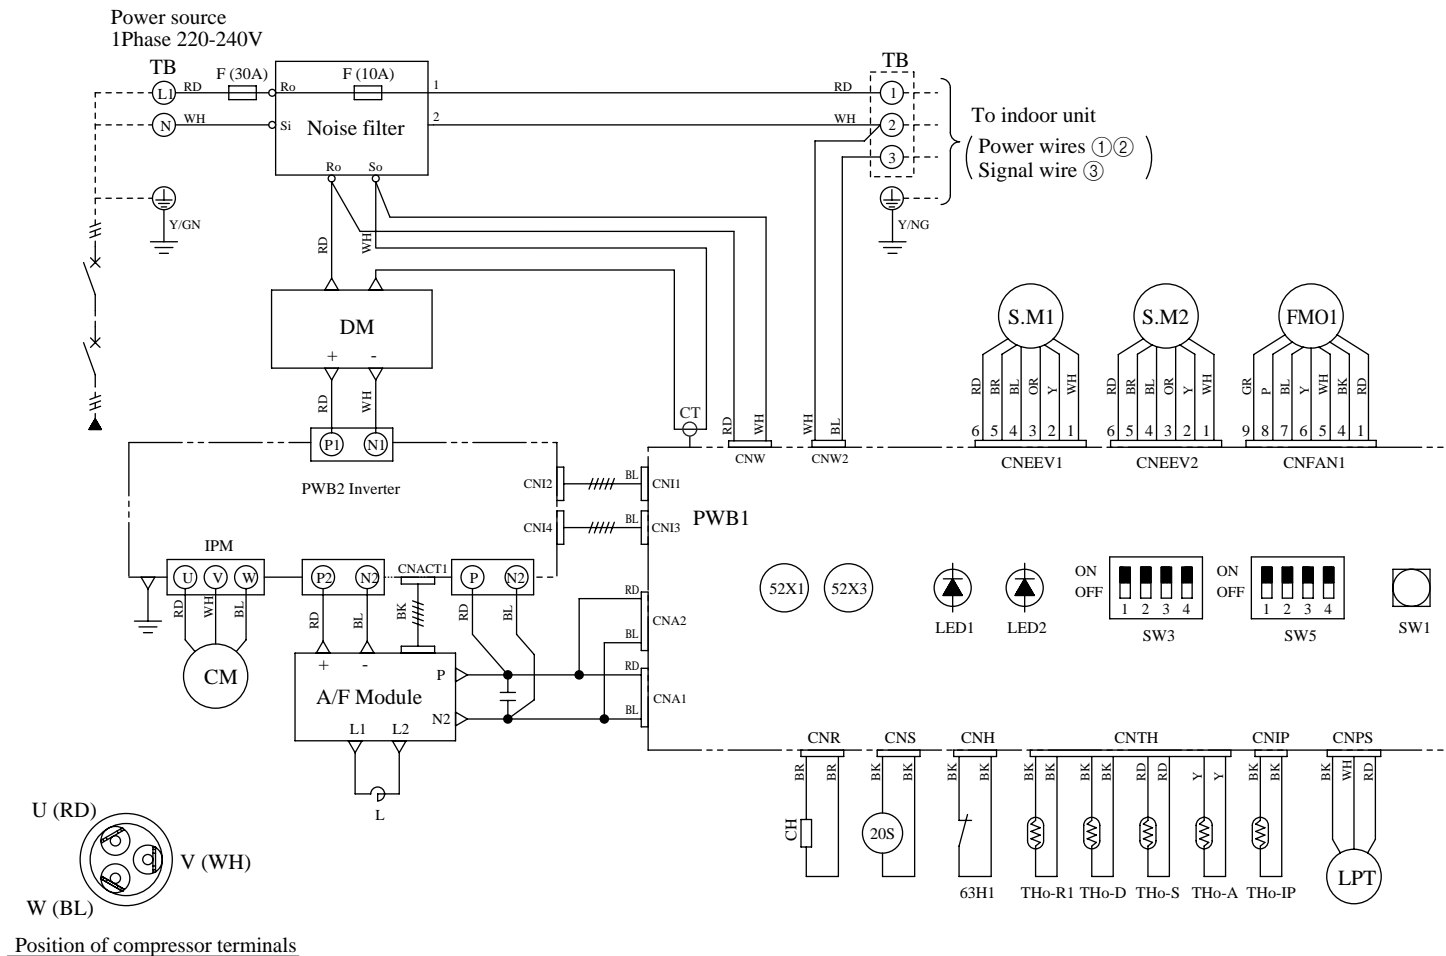 Power source
1Phase 220-240V
TB
F (30A)
F (10A)
TB
L1
RD
Ro
1
RD
1
N
WH
Si
Noise filter
2
WH
2
3
To indoor unit
Power wires ①②
Signal wire ③
Ro
So
Y/GN
Y/NG
RD
WH
DM
+
-
RD
WH
P1
N1
CT
RD
WH
WH
BL
CNW
CNW2
S.M1
RD
BR
BL
OR
Y
WH
6
5
4
3
2
1
CNEEV1
S.M2
RD
BR
BL
OR
Y
WH
6
5
4
3
2
1
CNEEV2
FMO1
GR
P
BL
Y
WH
BK
RD
9
8
7
6
5
4
1
CNFAN1
PWB2 Inverter
CNI2
BL
CNI1
CNI4
BL
CNI3
PWB1
IPM
U
V
W
P2
N2
CNACT1
P
N2
RD
WH
BL
RD
BL
BK
RD
BL
RD
BL
CNA2
RD
BL
CNA1
52X1
52X3
LED1
LED2
ON
OFF
1 2 3 4
SW3
ON
OFF
1 2 3 4
SW5
SW1
CM
+
-
P
A/F Module
N2
L1
L2
L
CNR
BR
BR
CH
CNS
BK
BK
20S
CNH
BK
BK
63H1
CNTH
BK
BK
BK
BK
RD
RD
Y
Y
THo-R1
THo-D
THo-S
THo-A
CNIP
BK
BK
THo-IP
CNPS
BK
WH
RD
LPT
U (RD)
V (WH)
W (BL)
Position of compressor terminals